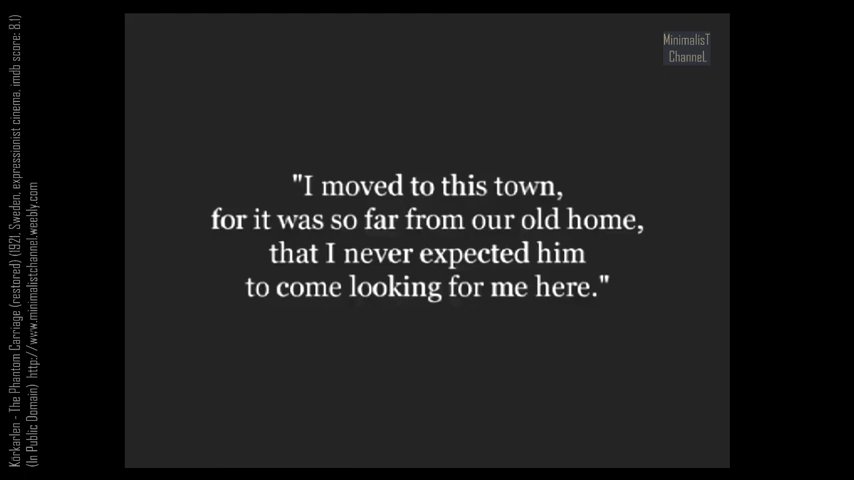 MinimalisT
ChanneL
"I moved to this town,
for it was so far from our old home,
that I never expected him
to come looking for me here."
Körkarlen - The Phantom Carriage (restored) (1921, Sweden, expressionist cinema, imdb score: 8.1)
(In Public Domain) http://www.minimalistchannel.weebly.com